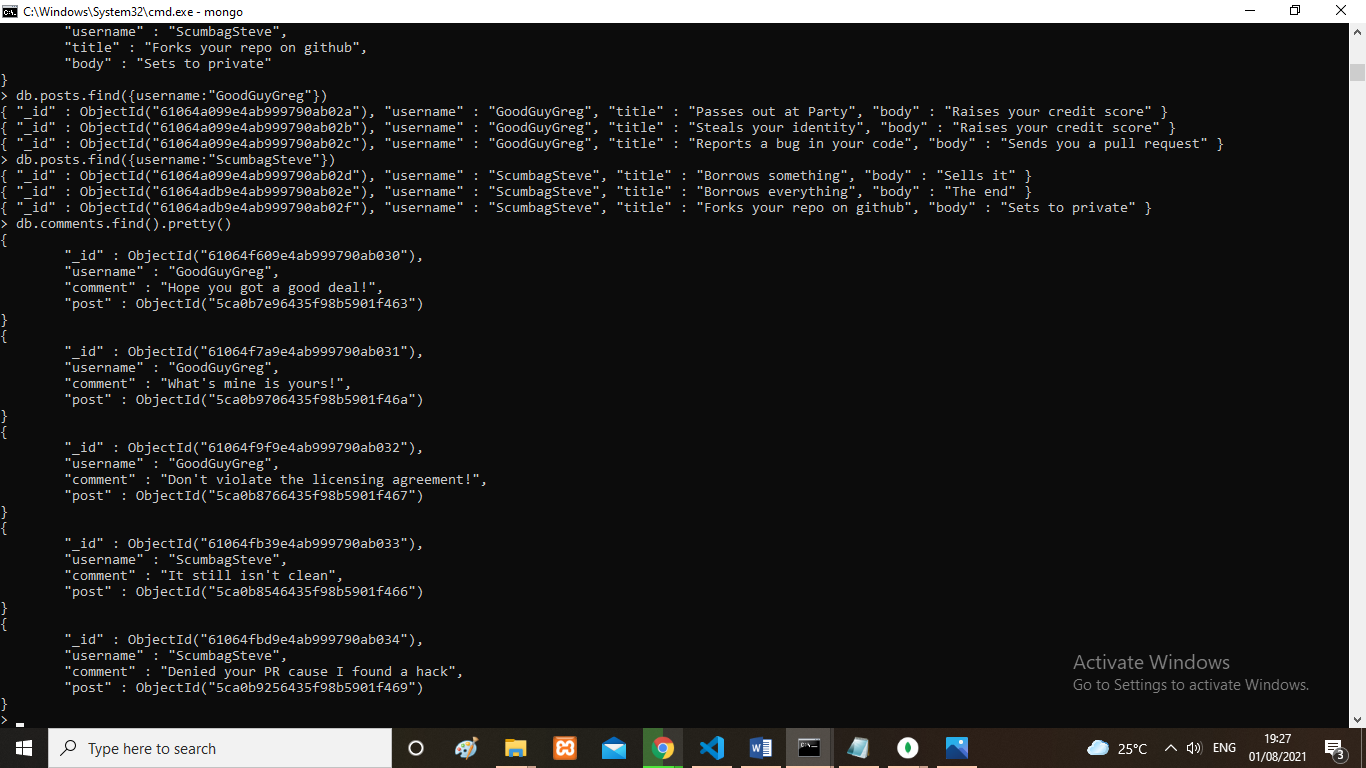 C:\Windows\System32\cmd.exe - mongo
"username" : "ScumbagSteve",
"title" : "Forks your repo on github",
"body" : "Sets to private"
}
> db.posts.find({username:"GoodGuyGreg"})
{ "_id" : ObjectId("61064a099e4ab999790ab02a"), "username" : "GoodGuyGreg", "title" : "Passes out at Party", "body" : "Raises your credit score" }
{ "_id" : ObjectId("61064a099e4ab999790ab02b"), "username" : "GoodGuyGreg", "title" : "Steals your identity", "body" : "Raises your credit score" }
{ "_id" : ObjectId("61064a099e4ab999790ab02c"), "username" : "GoodGuyGreg", "title" : "Reports a bug in your code", "body" : "Sends you a pull request" }
> db.posts.find({username:"ScumbagSteve"})
{ "_id" : ObjectId("61064a099e4ab999790ab02d"), "username" : "ScumbagSteve", "title" : "Borrows something", "body" : "Sells it" }
{ "_id" : ObjectId("61064adb9e4ab999790ab02e"), "username" : "ScumbagSteve", "title" : "Borrows everything", "body" : "The end" }
{ "_id" : ObjectId("61064adb9e4ab999790ab02f"), "username" : "ScumbagSteve", "title" : "Forks your repo on github", "body" : "Sets to private" }
> db.comments.find().pretty()
{
"_id" : ObjectId("61064f609e4ab999790ab030"),
"username" : "GoodGuyGreg",
"comment" : "Hope you got a good deal!",
"post" : ObjectId("5ca0b7e96435f98b5901f463")
}
{
"_id" : ObjectId("61064f7a9e4ab999790ab031"),
"username" : "GoodGuyGreg",
"comment" : "What's mine is yours!",
"post" : ObjectId("5ca0b9706435f98b5901f46a")
}
{
"_id" : ObjectId("61064f9f9e4ab999790ab032"),
"username" : "GoodGuyGreg",
"comment" : "Don't violate the licensing agreement!",
"post" : ObjectId("5ca0b8766435f98b5901f467")
}
{
"_id" : ObjectId("61064fb39e4ab999790ab033"),
"username" : "ScumbagSteve",
"comment" : "It still isn't clean",
"post" : ObjectId("5ca0b8546435f98b5901f466")
}
{
"_id" : ObjectId("61064fbd9e4ab999790ab034"),
"username" : "ScumbagSteve",
"comment" : "Denied your PR cause I found a hack",
"post" : ObjectId("5ca0b9256435f98b5901f469")
}
>
Activate Windows
Go to Settings to activate Windows.
Type here to search
25°C
ENG
19:27
01/08/2021
3